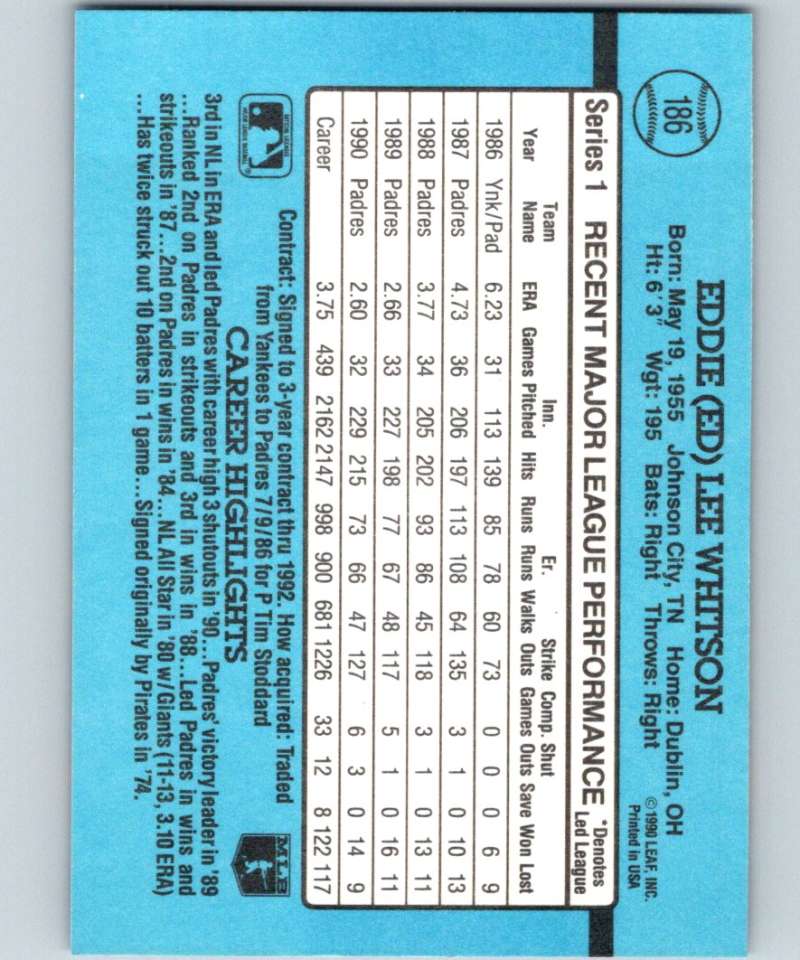 186
EDDIE (ED) LEE WHITSON
Born: May 19, 1955 Johnson City, TN Home: Dublin, OH
Ht: 6' 3" Wgt: 195 Bats: Right Throws: Right
© 1990 LEAF, INC.
Printed in USA
Series 1 RECENT MAJOR LEAGUE PERFORMANCE *Denotes Led League
Team Inn. Er. Strike Comp. Shut
Year Name ERA Games Pitched Hits Runs Runs Walks Outs Games Outs Save Won Lost
1986 Ynk/Pad 6.23 31 113 139 85 78 60 73 0 0 0 6 9
1987 Padres 4.73 36 206 197 113 108 64 135 3 1 0 10 13
1988 Padres 3.77 34 205 202 93 86 45 118 3 1 0 13 11
1989 Padres 2.66 33 227 198 77 67 48 117 5 1 0 16 11
1990 Padres 2.60 32 229 215 73 66 47 127 6 3 0 14 9
Career 3.75 439 2162 2147 998 900 681 1226 33 12 8 122 117
Contract: Signed to 3-year contract thru 1992. How acquired: Traded
from Yankees to Padres 7/9/86 for P Tim Stoddard
CAREER HIGHLIGHTS
3rd in NL in ERA and led Padres with career high 3 shutouts in '90...Padres' victory leader in '89
...Ranked 2nd on Padres in strikeouts and 3rd in wins in '88...Led Padres in wins and
strikeouts in '87...2nd on Padres in wins in '84...NL All Star in '80 w/Giants (11-13, 3.10 ERA)
...Has twice struck out 10 batters in 1 game...Signed originally by Pirates in '74.
MLB